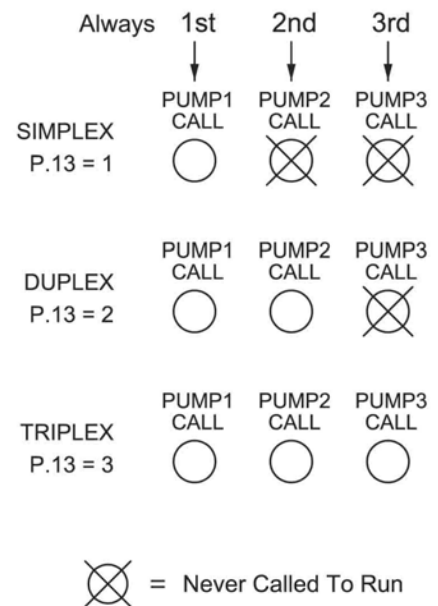 Always 1st 2nd 3rd
PUMP1 PUMP2 PUMP3
CALL CALL CALL
SIMPLEX
P.13 = 1
PUMP1 PUMP2 PUMP3
CALL CALL CALL
DUPLEX
P.13 = 2
PUMP1 PUMP2 PUMP3
CALL CALL CALL
TRIPLEX
P.13 = 3
= Never Called To Run